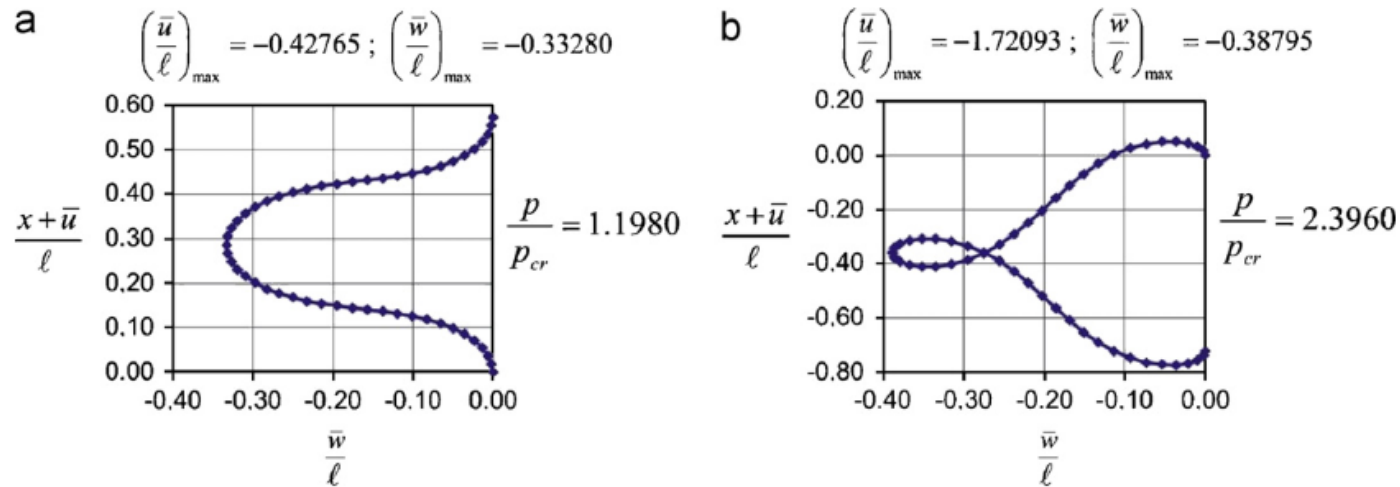 a
(u̅/ℓ)max = -0.42765 ; (w̅/ℓ)max = -0.33280
0.60
0.50
0.40
0.30
0.20
0.10
0.00
-0.40 -0.30 -0.20 -0.10 0.00
x + u̅
ℓ
p/pcr = 1.1980
w̅
ℓ
b
(u̅/ℓ)max = -1.72093 ; (w̅/ℓ)max = -0.38795
0.20
0.00
-0.20
-0.40
-0.60
-0.80
-0.40 -0.30 -0.20 -0.10 0.00
x + u̅
ℓ
p/pcr = 2.3960
w̅
ℓ